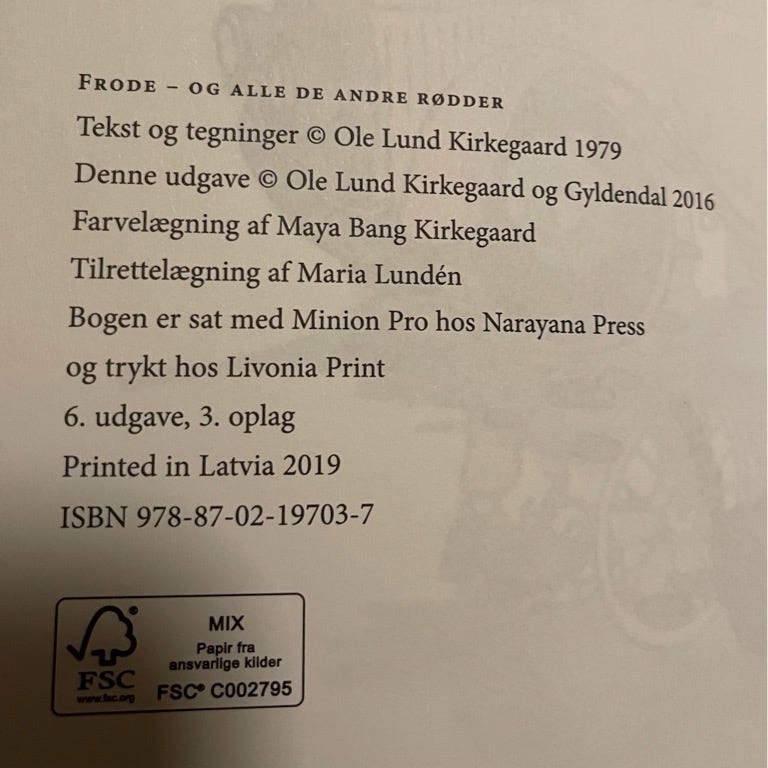 Frode – og alle de andre rødder
Tekst og tegninger © Ole Lund Kirkegaard 1979
Denne udgave © Ole Lund Kirkegaard og Gyldendal 2016
Farvelægning af Maya Bang Kirkegaard
Tilrettelægning af Maria Lundén
Bogen er sat med Minion Pro hos Narayana Press
og trykt hos Livonia Print
6. udgave, 3. oplag
Printed in Latvia 2019
ISBN 978-87-02-19703-7
®
FSC
www.fsc.org
MIX
Papir fra
ansvarlige kilder
FSC® C002795